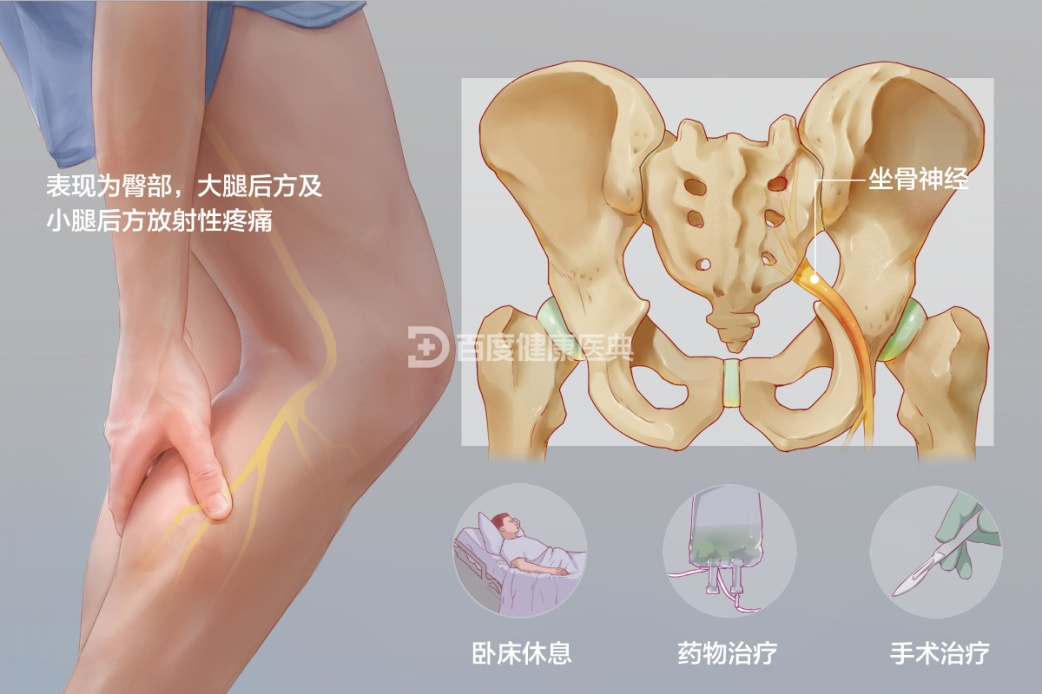 表现为臀部，大腿后方及
小腿后方放射性疼痛
坐骨神经
百度健康医典
卧床休息
药物治疗
手术治疗